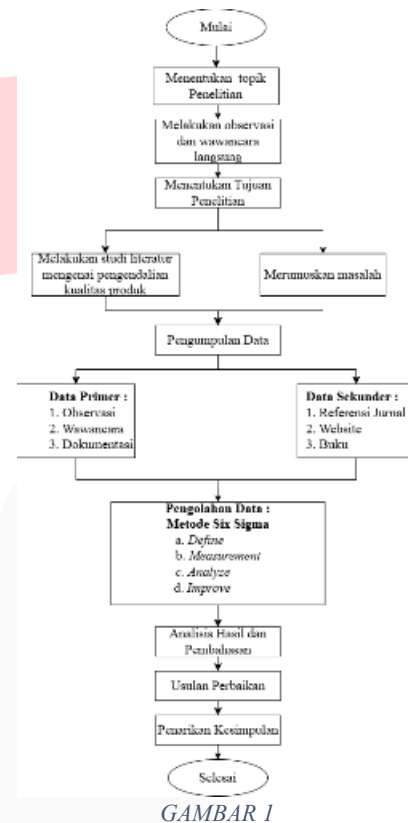 Mulai
Menentukan topik
Penelitian
Melakukan observasi
dan wawancara
langsung
Menentukan Tujuan
Penelitian
Melakukan studi literatur
mengenai pengendalian
kualitas produk
Merumuskan masalah
Pengumpulan Data
Data Primer :
1. Observasi
2. Wawancara
3. Dokumentasi
Data Sekunder :
1. Referensi Jurnal
2. Website
3. Buku
Pengolahan Data :
Metode Six Sigma
a. Define
b. Measurement
c. Analyze
d. Improve
Analisis Hasil dan
Pembahasan
Usulan Perbaikan
Penarikan Kesimpulan
Selesai
GAMBAR 1